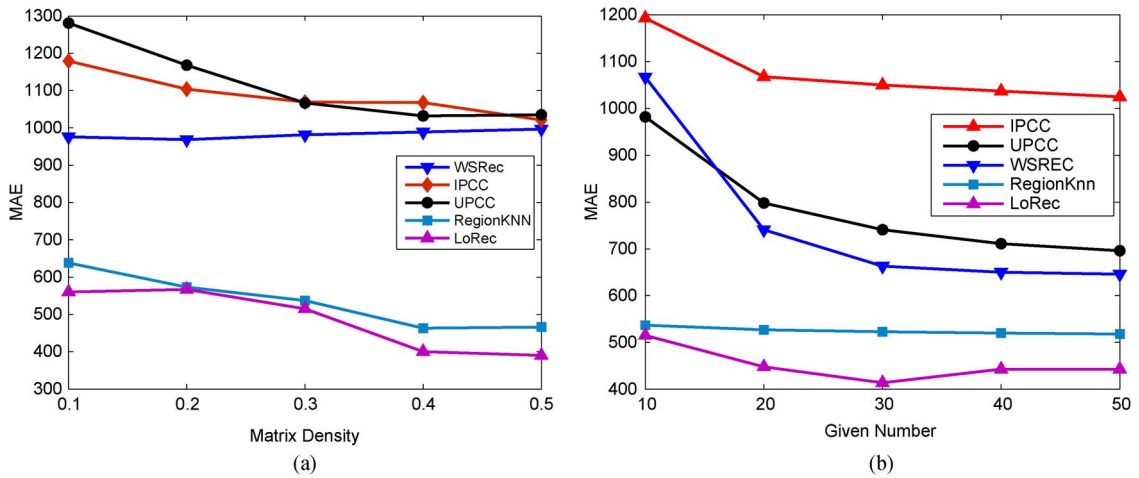 1300
1200
1100
1000
900
800
700
600
500
400
300
MAE
WSRec
IPCC
UPCC
RegionKNN
LoRec
0.1 0.2 0.3 0.4 0.5
Matrix Density
(a)
1200
1100
1000
900
800
700
600
500
400
MAE
IPCC
UPCC
WSREC
RegionKnn
LoRec
10 20 30 40 50
Given Number
(b)